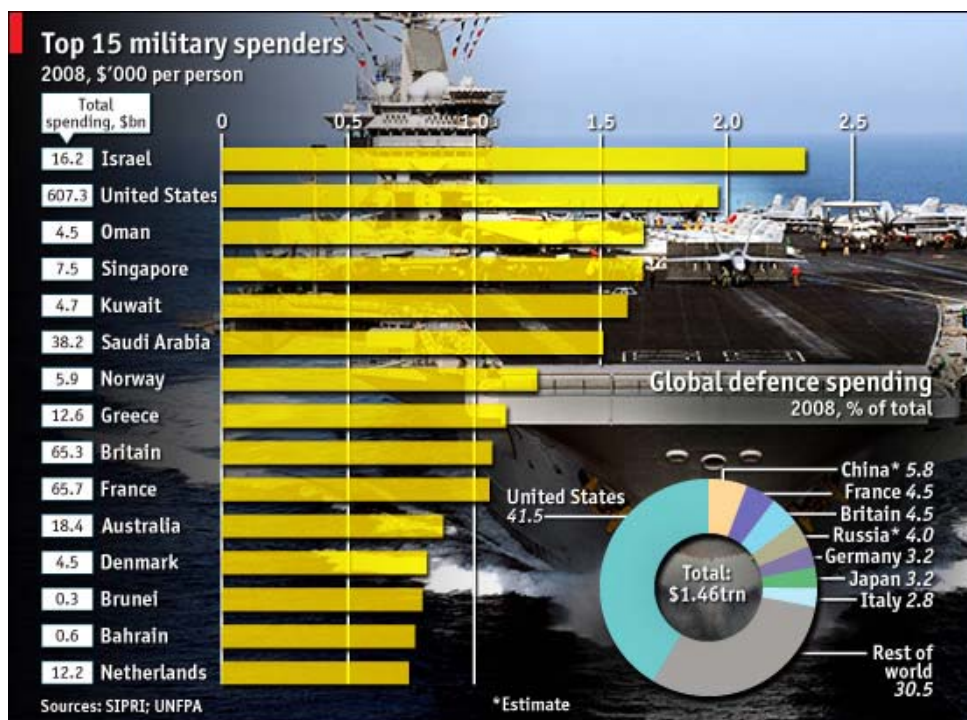 Top 15 military spenders
2008, $'000 per person
Total
spending, $bn
0 0.5 1.0 1.5 2.0 2.5
16.2 Israel
607.3 United States
4.5 Oman
7.5 Singapore
4.7 Kuwait
38.2 Saudi Arabia
5.9 Norway
12.6 Greece
65.3 Britain
65.7 France
18.4 Australia
4.5 Denmark
0.3 Brunei
0.6 Bahrain
12.2 Netherlands
Global defence spending
2008, % of total
United States
41.5
China* 5.8
France 4.5
Britain 4.5
Russia* 4.0
Germany 3.2
Japan 3.2
Italy 2.8
Rest of
world
30.5
Total:
$1.46trn
Sources: SIPRI; UNFPA
*Estimate